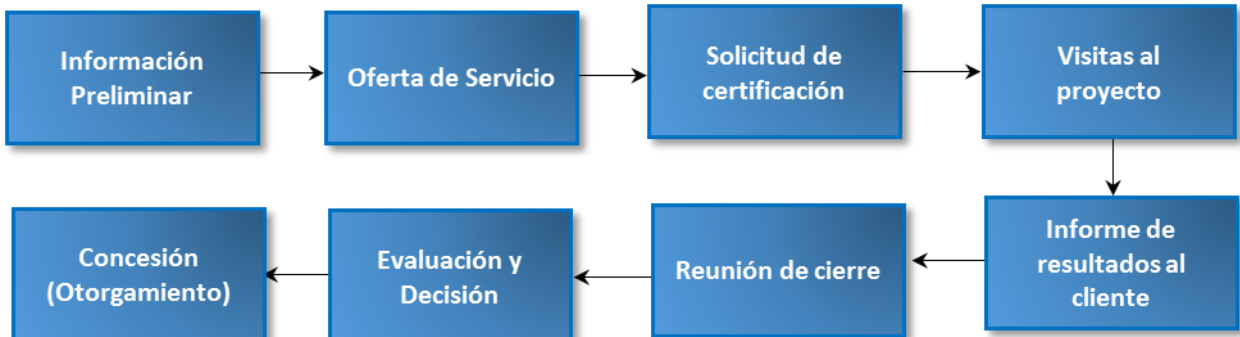 Información
Preliminar
Oferta de Servicio
Solicitud de
certificación
Visitas al
proyecto
Informe de
resultados al
cliente
Reunión de cierre
Evaluación y
Decisión
Concesión
(Otorgamiento)